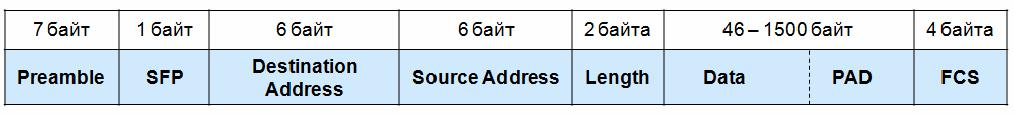 7 байт 1 байт 6 байт 6 байт 2 байта 46 – 1500 байт 4 байта
Preamble SFP Destination Address Source Address Length Data PAD FCS